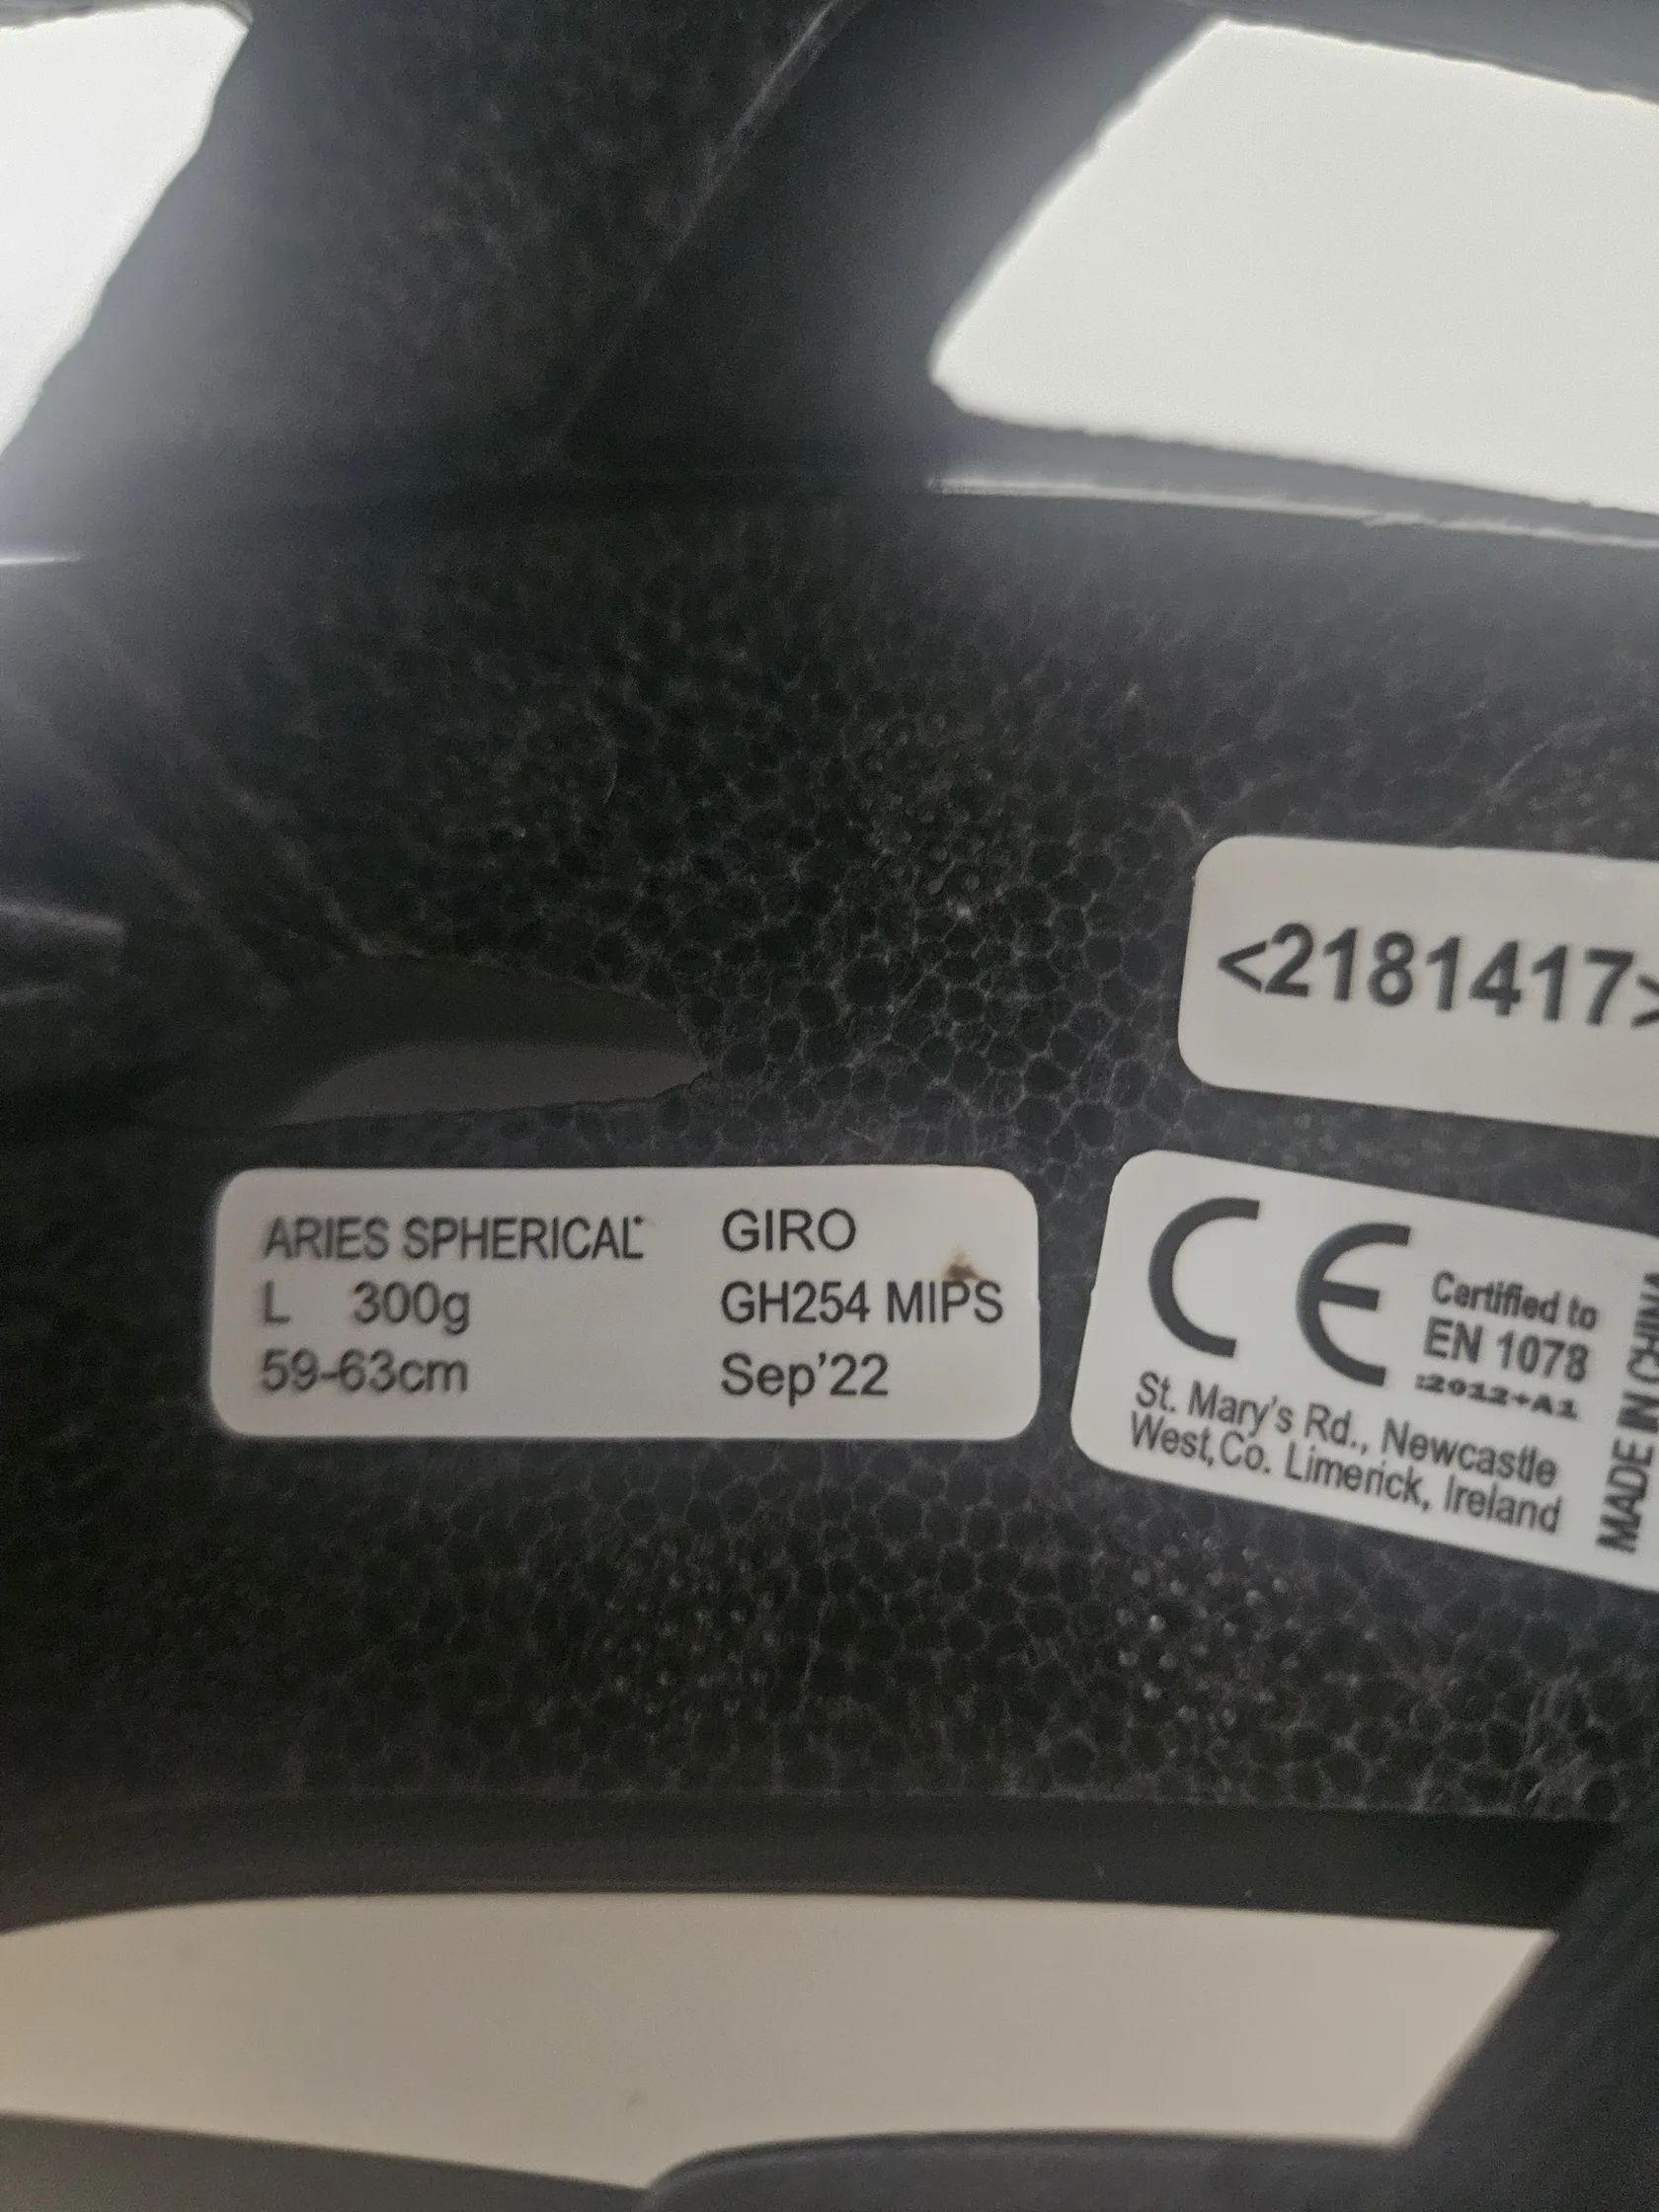 <2181417>
ARIES SPHERICAL
L 300g
59-63cm
GIRO
GH254 MIPS
Sep'22
CE
Certified to
EN 1078
:2012+A1
St. Mary's Rd., Newcastle
West,Co. Limerick, Ireland
MADE IN CHINA